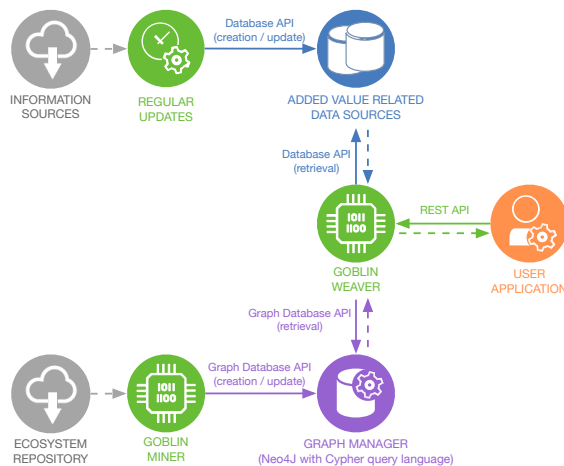 Database API
(creation / update)
INFORMATION
SOURCES
REGULAR
UPDATES
ADDED VALUE RELATED
DATA SOURCES
Database API
(retrieval)
1011
1100
REST API
GOBLIN
WEAVER
USER
APPLICATION
Graph Database API
(retrieval)
Graph Database API
(creation / update)
1011
1100
ECOSYSTEM
REPOSITORY
GOBLIN
MINER
GRAPH MANAGER
(Neo4J with Cypher query language)